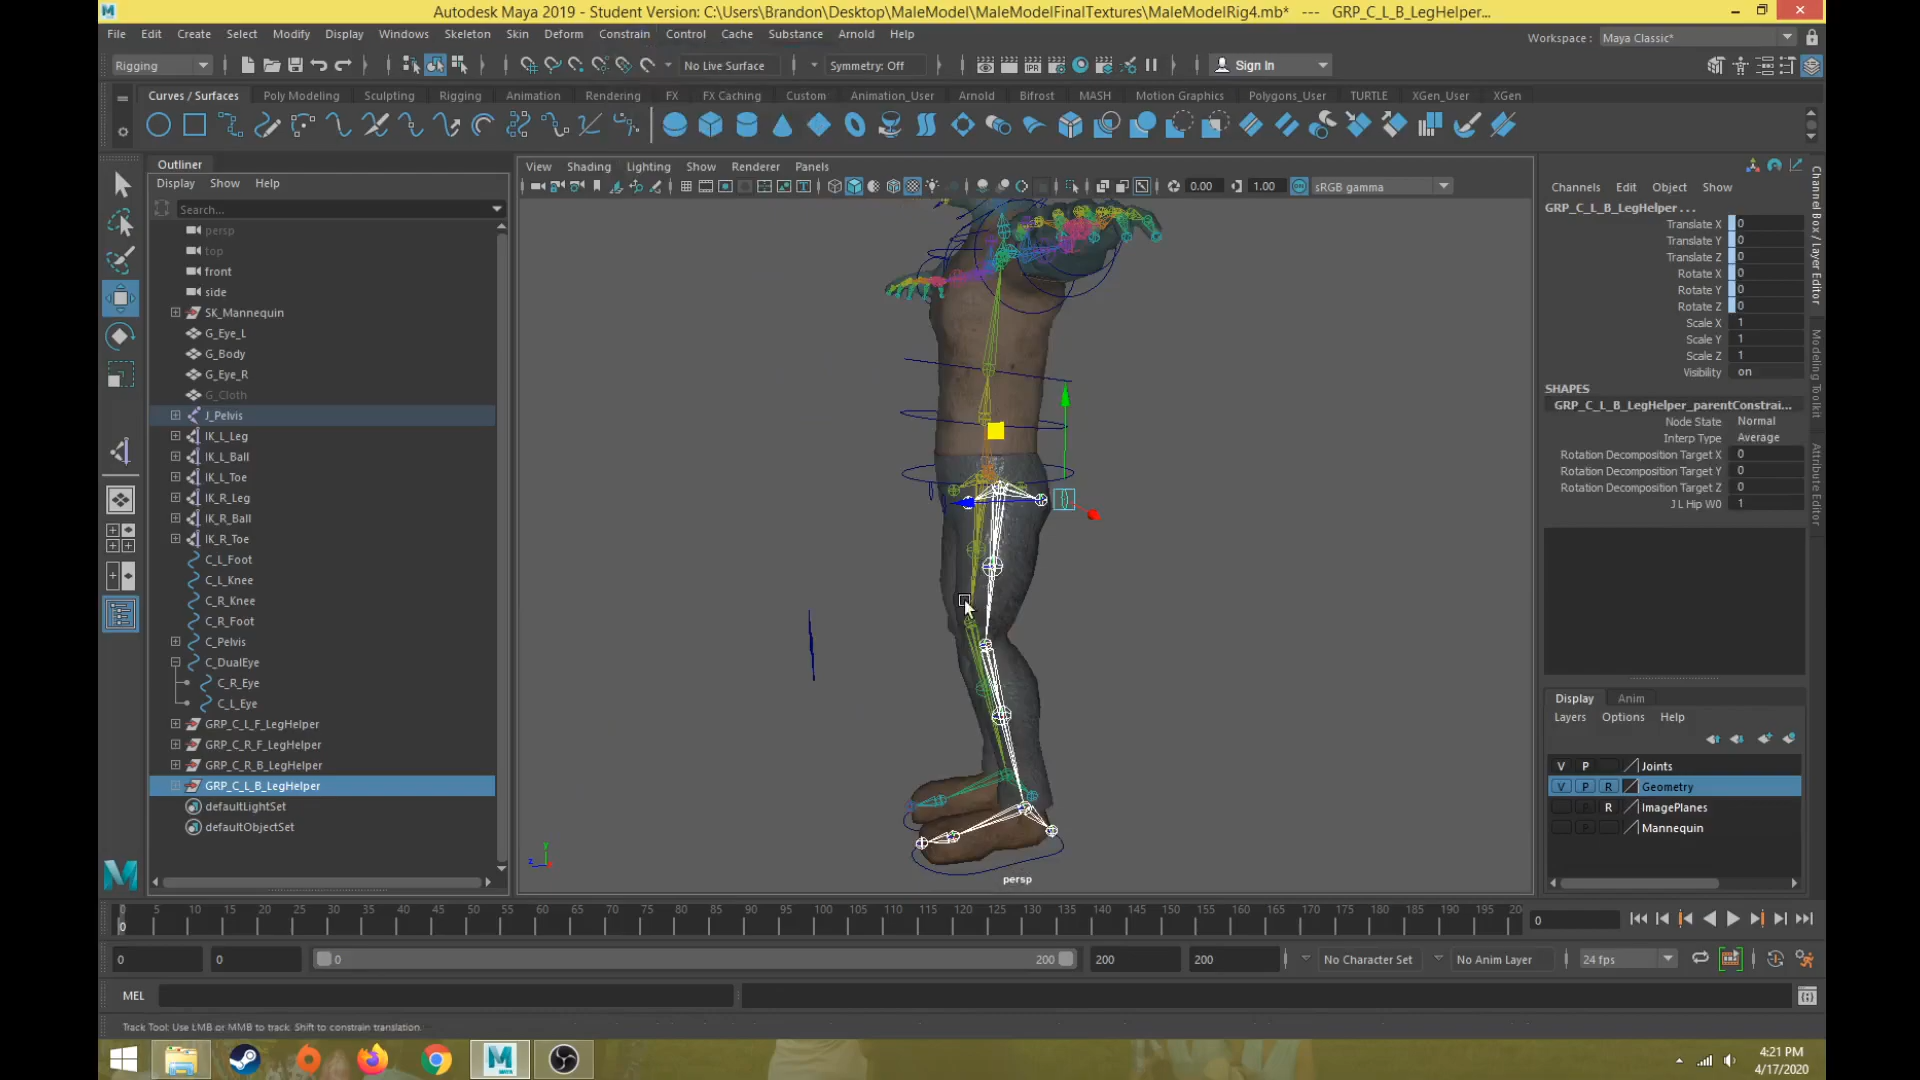 Autodesk Maya 2019 - Student Version: C:\Users\Brandon\Desktop\MaleModel\MaleModelFinalTextures\MaleModelRig4.mb* --- GRP_C_L_B_LegHelper...
File Edit Create Select Modify Display Windows Skeleton Skin Deform Constrain Control Cache Substance Arnold Help
Workspace : Maya Classic*
Rigging No Live Surface Symmetry: Off Sign In
Curves / Surfaces Poly Modeling Sculpting Rigging Animation Rendering FX FX Caching Custom Animation_User Arnold Bifrost MASH Motion Graphics Polygons_User TURTLE XGen_User XGen
Outliner
Display Show Help
Search...
persp
top
front
side
SK_Mannequin
G_Eye_L
G_Body
G_Eye_R
G_Cloth
J_Pelvis
IK_L_Leg
IK_L_Ball
IK_L_Toe
IK_R_Leg
IK_R_Ball
IK_R_Toe
C_L_Foot
C_L_Knee
C_R_Knee
C_R_Foot
C_Pelvis
C_DualEye
C_R_Eye
C_L_Eye
GRP_C_L_F_LegHelper
GRP_C_R_F_LegHelper
GRP_C_R_B_LegHelper
GRP_C_L_B_LegHelper
defaultLightSet
defaultObjectSet
View Shading Lighting Show Renderer Panels
0.00 1.00 sRGB gamma
persp
Channels Edit Object Show
GRP_C_L_B_LegHelper . . .
Translate X 0
Translate Y 0
Translate Z 0
Rotate X 0
Rotate Y 0
Rotate Z 0
Scale X 1
Scale Y 1
Scale Z 1
Visibility on
SHAPES
GRP_C_L_B_LegHelper_parentConstrai...
Node State Normal
Interp Type Average
Rotation Decomposition Target X 0
Rotation Decomposition Target Y 0
Rotation Decomposition Target Z 0
J L Hip W0 1
Channel Box / Layer Editor
Modeling Toolkit
Attribute Editor
Display Anim
Layers Options Help
V P Joints
V P R Geometry
R ImagePlanes
P Mannequin
0 5 10 15 20 25 30 35 40 45 50 55 60 65 70 75 80 85 90 95 100 105 110 115 120 125 130 135 140 145 150 155 160 165 170 175 180 185 190 195 20
0 0
0 0 0 200 200 200 No Character Set No Anim Layer 24 fps
MEL
Track Tool: Use LMB or MMB to track. Shift to constrain translation.
4:21 PM
4/17/2020